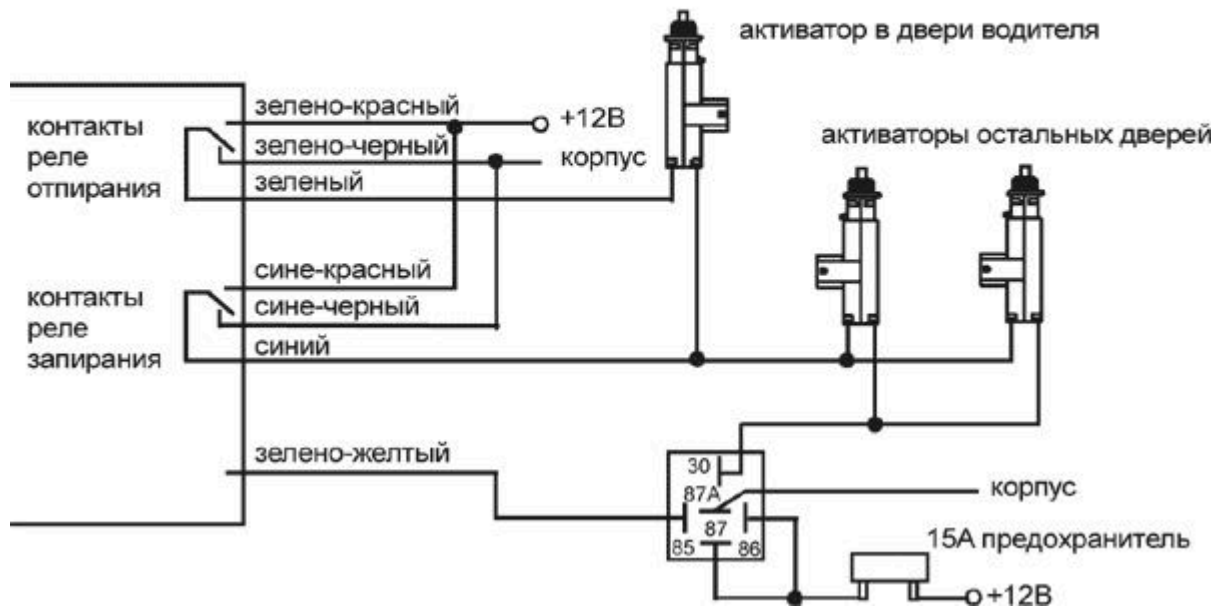 активатор в двери водителя
зелено-красный
+12В
контакты
реле
отпирания
зелено-черный
корпус
активаторы остальных дверей
зеленый
сине-красный
контакты
реле
запирания
сине-черный
синий
зелено-желтый
30
87А
корпус
87
85
86
15А предохранитель
+12В